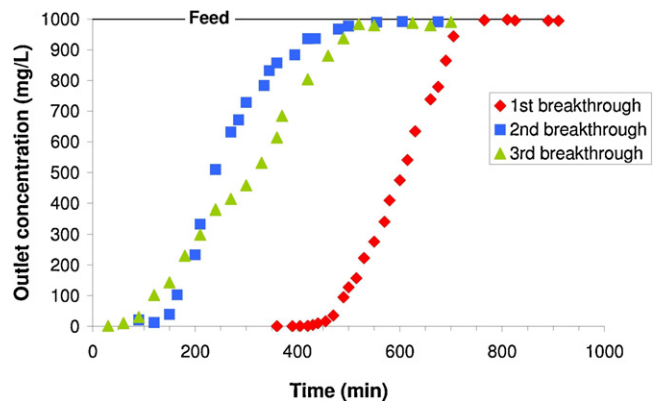 Feed
1000
900
800
700
600
500
400
300
200
100
0
Outlet concentration (mg/L)
0 200 400 600 800 1000
Time (min)
1st breakthrough
2nd breakthrough
3rd breakthrough